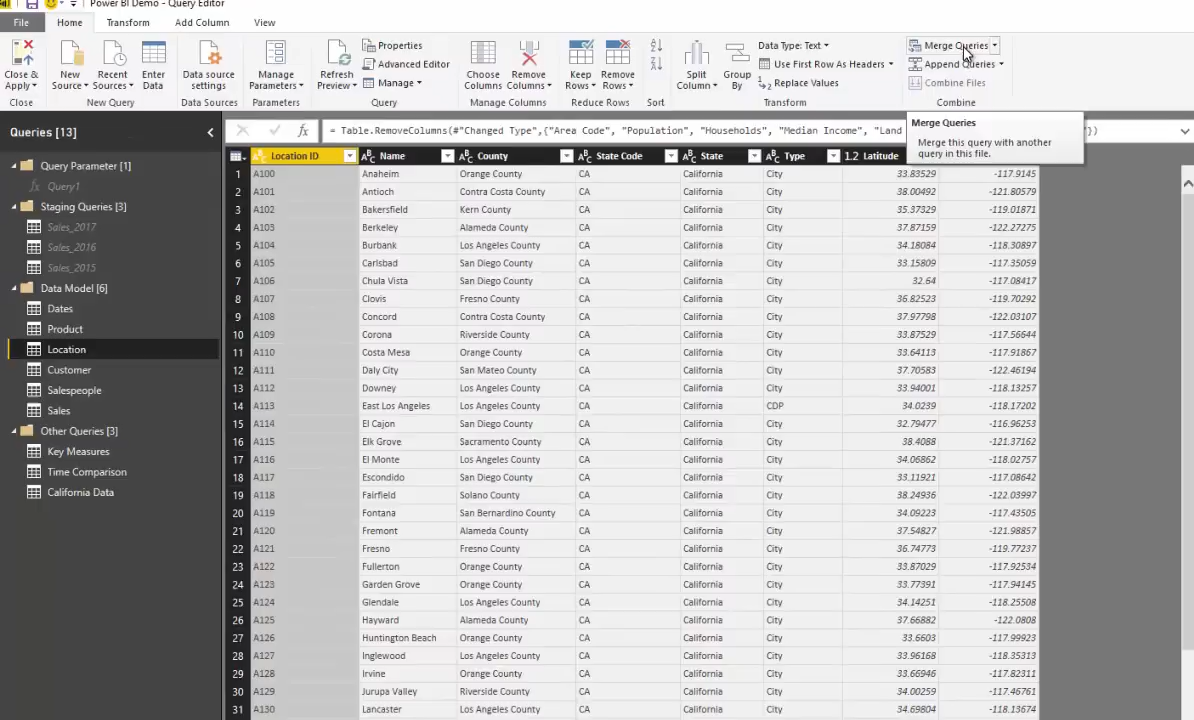 Power BI Demo - Query Editor
File Home Transform Add Column View
Close & Apply
New Source
Recent Sources
Enter Data
Data source settings
Manage Parameters
Refresh Preview
Properties
Advanced Editor
Manage
Choose Columns
Remove Columns
Keep Rows
Remove Rows
Split Column
Group By
Data Type: Text
Use First Row As Headers
Replace Values
Merge Queries
Append Queries
Combine Files
Close New Query Data Sources Parameters Query Manage Columns Reduce Rows Sort Transform Combine
Merge Queries
Merge this query with another
query in this file.
Queries [13]
Query Parameter [1]
fx Query1
Staging Queries [3]
Sales_2017
Sales_2016
Sales_2015
Data Model [6]
Dates
Product
Location
Customer
Salespeople
Sales
Other Queries [3]
Key Measures
Time Comparison
California Data
fx = Table.RemoveColumns(#"Changed Type",{"Area Code", "Population", "Households", "Median Income", "Land "})
Location ID Name County State Code State Type 1.2 Latitude
1 A100 Anaheim Orange County CA California City 33.83529 -117.9145
2 A101 Antioch Contra Costa County CA California City 38.00492 -121.80579
3 A102 Bakersfield Kern County CA California City 35.37329 -119.01871
4 A103 Berkeley Alameda County CA California City 37.87159 -122.27275
5 A104 Burbank Los Angeles County CA California City 34.18084 -118.30897
6 A105 Carlsbad San Diego County CA California City 33.15809 -117.35059
7 A106 Chula Vista San Diego County CA California City 32.64 -117.08417
8 A107 Clovis Fresno County CA California City 36.82523 -119.70292
9 A108 Concord Contra Costa County CA California City 37.97798 -122.03107
10 A109 Corona Riverside County CA California City 33.87529 -117.56644
11 A110 Costa Mesa Orange County CA California City 33.64113 -117.91867
12 A111 Daly City San Mateo County CA California City 37.70583 -122.46194
13 A112 Downey Los Angeles County CA California City 33.94001 -118.13257
14 A113 East Los Angeles Los Angeles County CA California CDP 34.0239 -118.17202
15 A114 El Cajon San Diego County CA California City 32.79477 -116.96253
16 A115 Elk Grove Sacramento County CA California City 38.4088 -121.37162
17 A116 El Monte Los Angeles County CA California City 34.06862 -118.02757
18 A117 Escondido San Diego County CA California City 33.11921 -117.08642
19 A118 Fairfield Solano County CA California City 38.24936 -122.03997
20 A119 Fontana San Bernardino County CA California City 34.09223 -117.43505
21 A120 Fremont Alameda County CA California City 37.54827 -121.98857
22 A121 Fresno Fresno County CA California City 36.74773 -119.77237
23 A122 Fullerton Orange County CA California City 33.87029 -117.92534
24 A123 Garden Grove Orange County CA California City 33.77391 -117.94145
25 A124 Glendale Los Angeles County CA California City 34.14251 -118.25508
26 A125 Hayward Alameda County CA California City 37.66882 -122.0808
27 A126 Huntington Beach Orange County CA California City 33.6603 -117.99923
28 A127 Inglewood Los Angeles County CA California City 33.96168 -118.35313
29 A128 Irvine Orange County CA California City 33.66946 -117.82311
30 A129 Jurupa Valley Riverside County CA California City 34.00259 -117.46761
31 A130 Lancaster Los Angeles County CA California City 34.69804 -118.13674